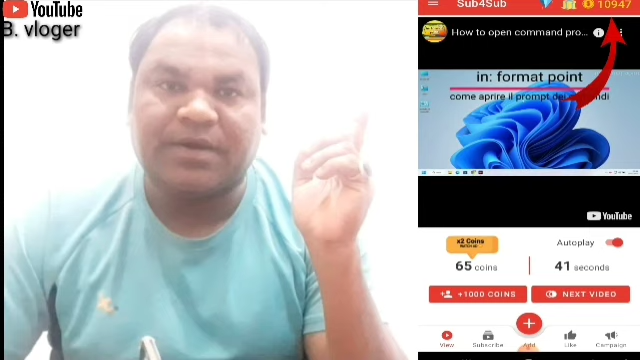 YouTube
B. vloger
Sub4Sub
10947
How to open command pro...
in: format point
come aprire il prompt dei
YouTube
x2 Coins
Autoplay
65 coins
41 seconds
+1000 COINS
NEXT VIDEO
View
Subscribe
Add
Like
Campaign